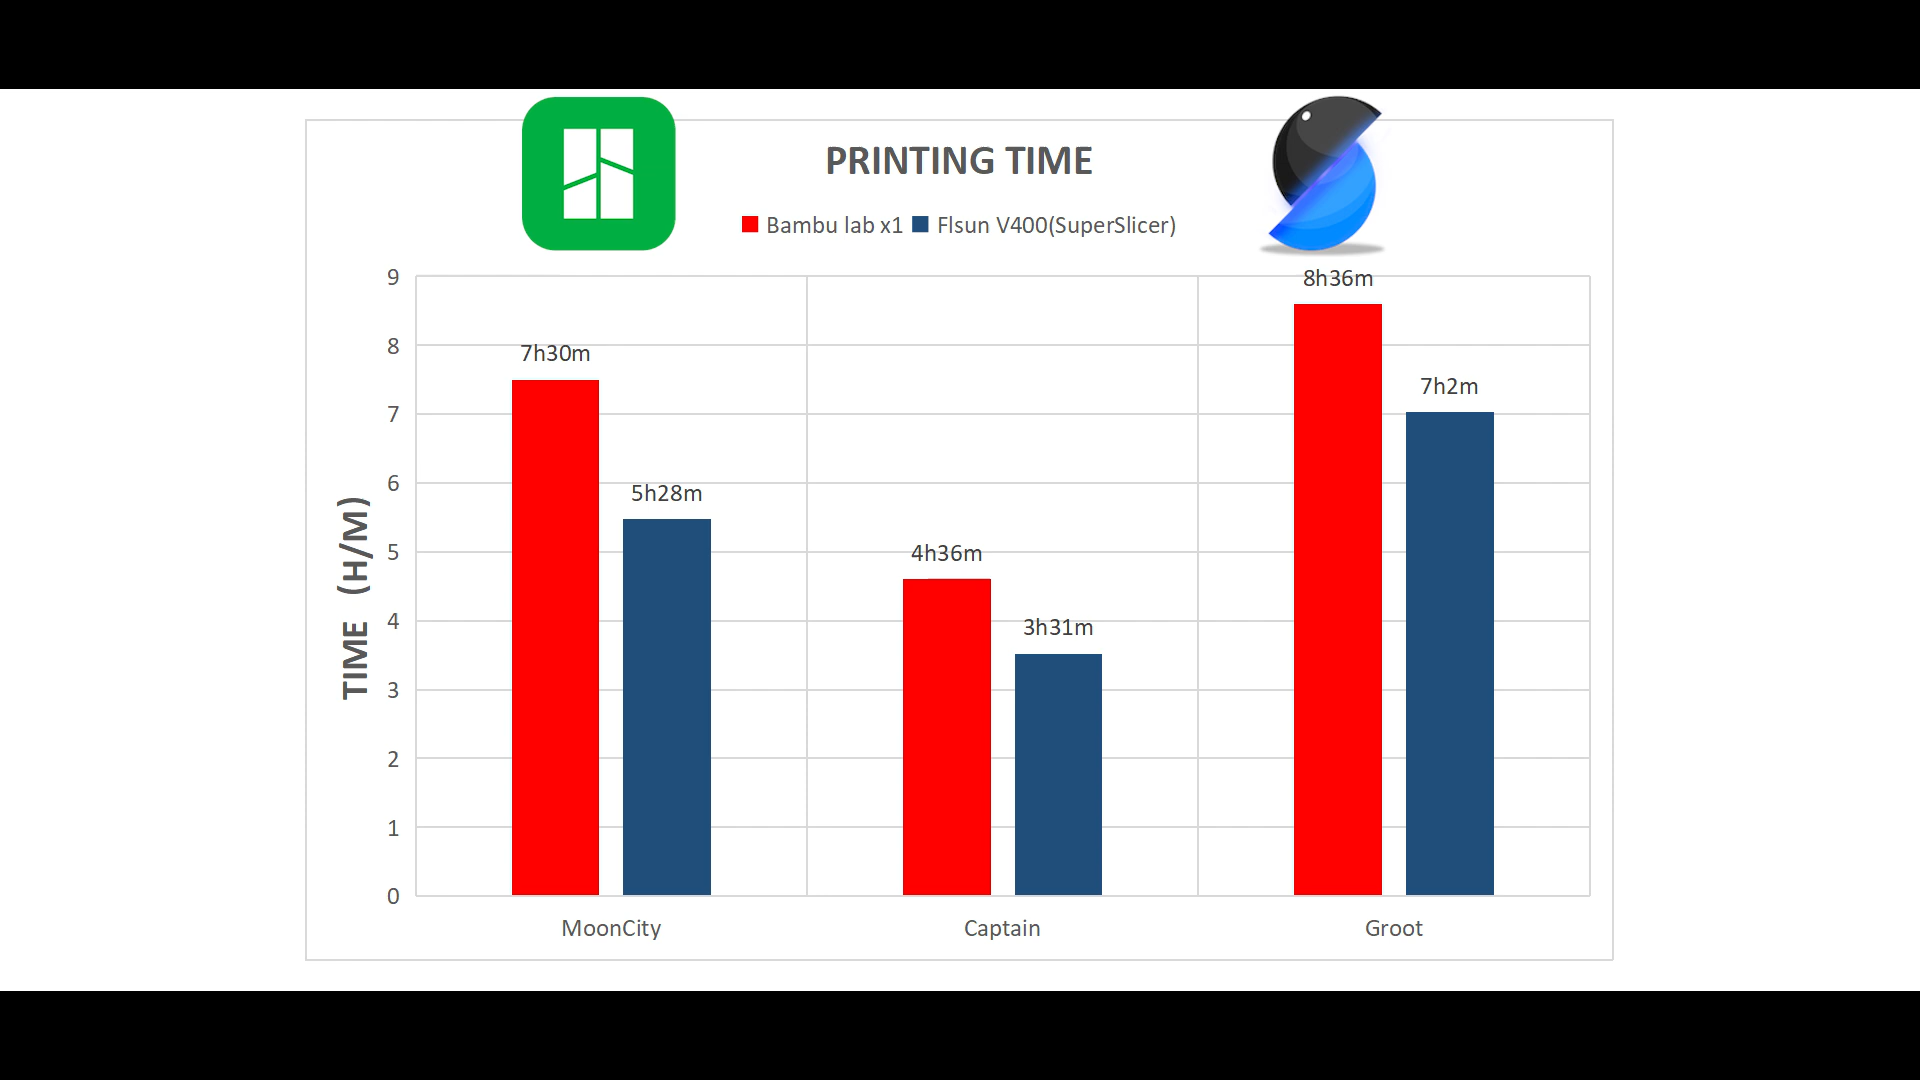 PRINTING TIME
Bambu lab x1 Flsun V400(SuperSlicer)
TIME (H/M)
9
8
7
6
5
4
3
2
1
0
7h30m
5h28m
4h36m
3h31m
8h36m
7h2m
MoonCity Captain Groot